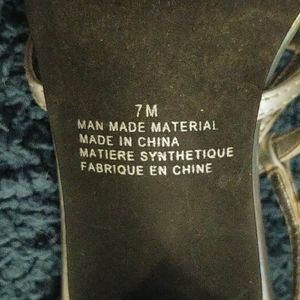 7M
MAN MADE MATERIAL
MADE IN CHINA
MATIERE SYNTHETIQUE
FABRIQUE EN CHINE